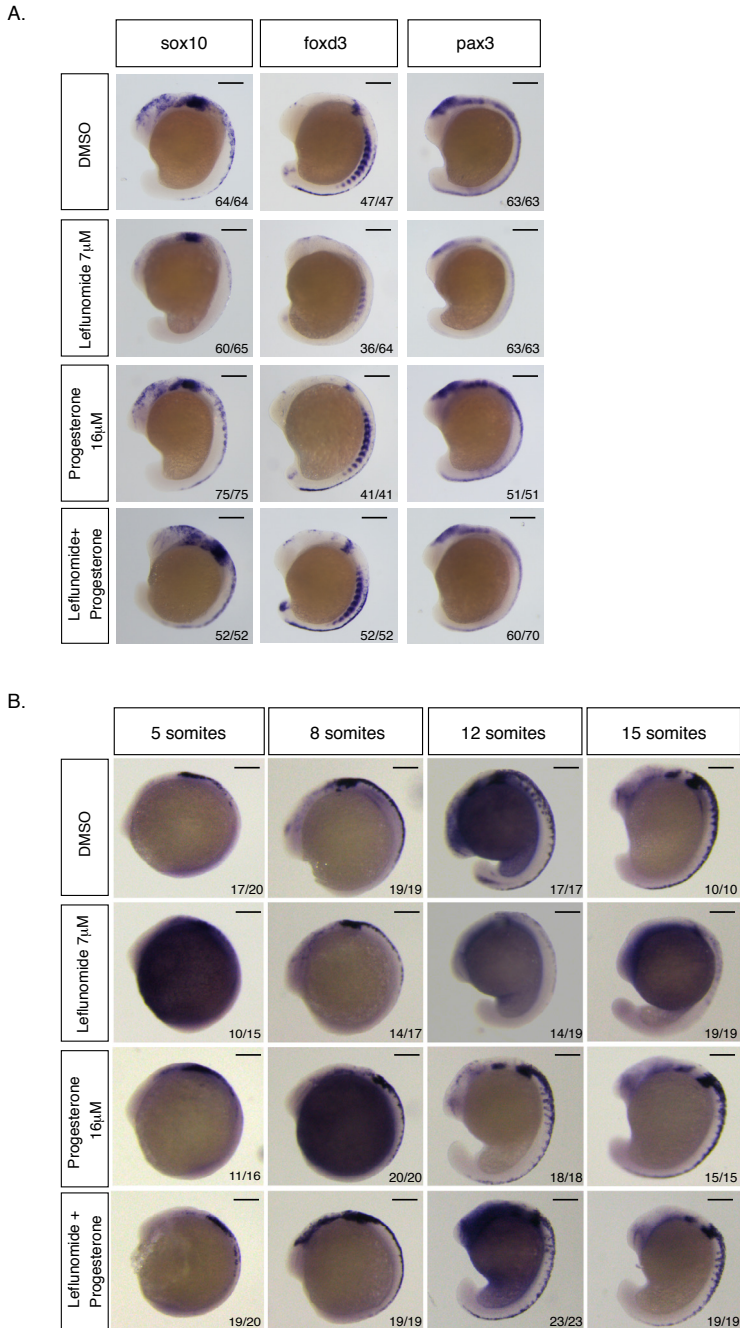 A.
sox10 foxd3 pax3
DMSO
64/64 47/47 63/63
Leflunomide 7μM
60/65 36/64 63/63
Progesterone
16μM
75/75 41/41 51/51
Leflunomide+
Progesterone
52/52 52/52 60/70
B.
5 somites 8 somites 12 somites 15 somites
DMSO
17/20 19/19 17/17 10/10
Leflunomide 7μM
10/15 14/17 14/19 19/19
Progesterone
16μM
11/16 20/20 18/18 15/15
Leflunomide +
Progesterone
19/20 19/19 23/23 19/19